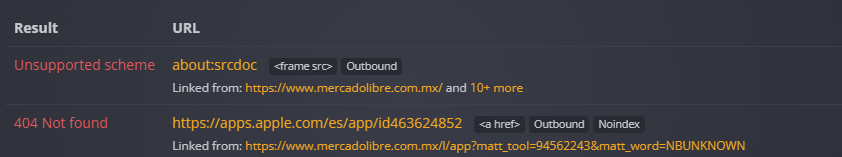 Result URL
Unsupported scheme about:srcdoc <frame src> Outbound
Linked from: https://www.mercadolibre.com.mx/ and 10+ more
404 Not found https://apps.apple.com/es/app/id463624852 <a href> Outbound Noindex
Linked from: https://www.mercadolibre.com.mx/l/app?matt_tool=94562243&matt_word=NBUNKNOWN